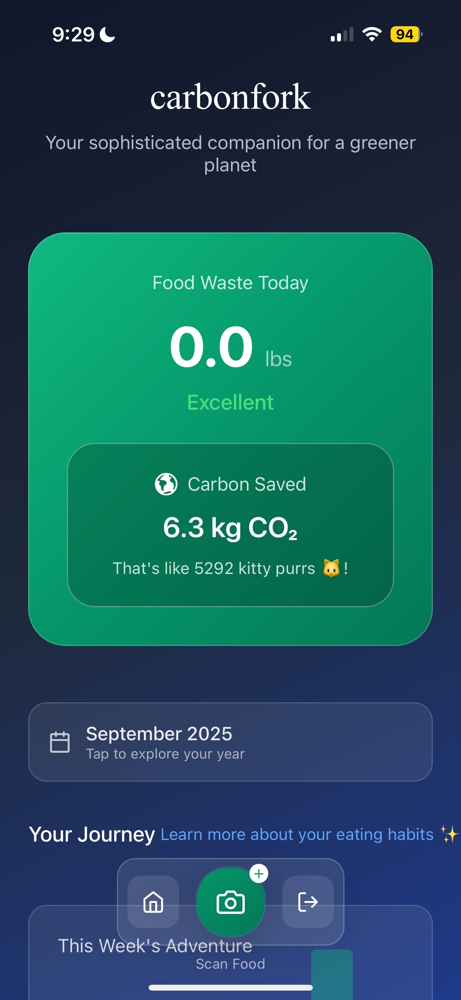 9:29
94
carbonfork
Your sophisticated companion for a greener
planet
Food Waste Today
0.0 lbs
Excellent
Carbon Saved
6.3 kg CO₂
That's like 5292 kitty purrs 🐱!
September 2025
Tap to explore your year
Your Journey Learn more about your eating habits ✨
This Week's Adventure
Scan Food